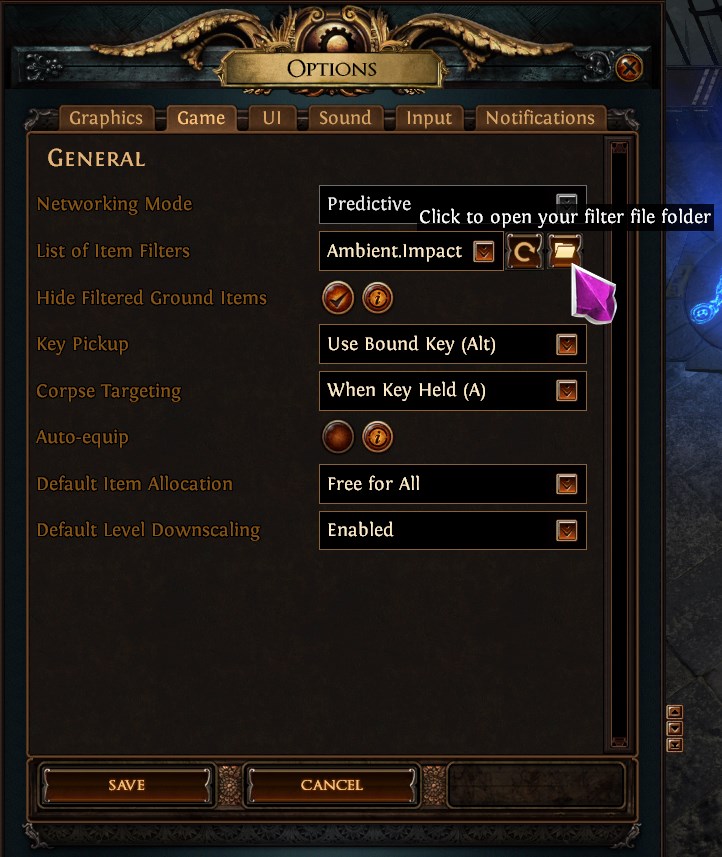 OPTIONS
Graphics Game UI Sound Input Notifications
GENERAL
Networking Mode Predictive
Click to open your filter file folder
List of Item Filters Ambient.Impact
Hide Filtered Ground Items
Key Pickup Use Bound Key (Alt)
Corpse Targeting When Key Held (A)
Auto-equip
Default Item Allocation Free for All
Default Level Downscaling Enabled
SAVE CANCEL